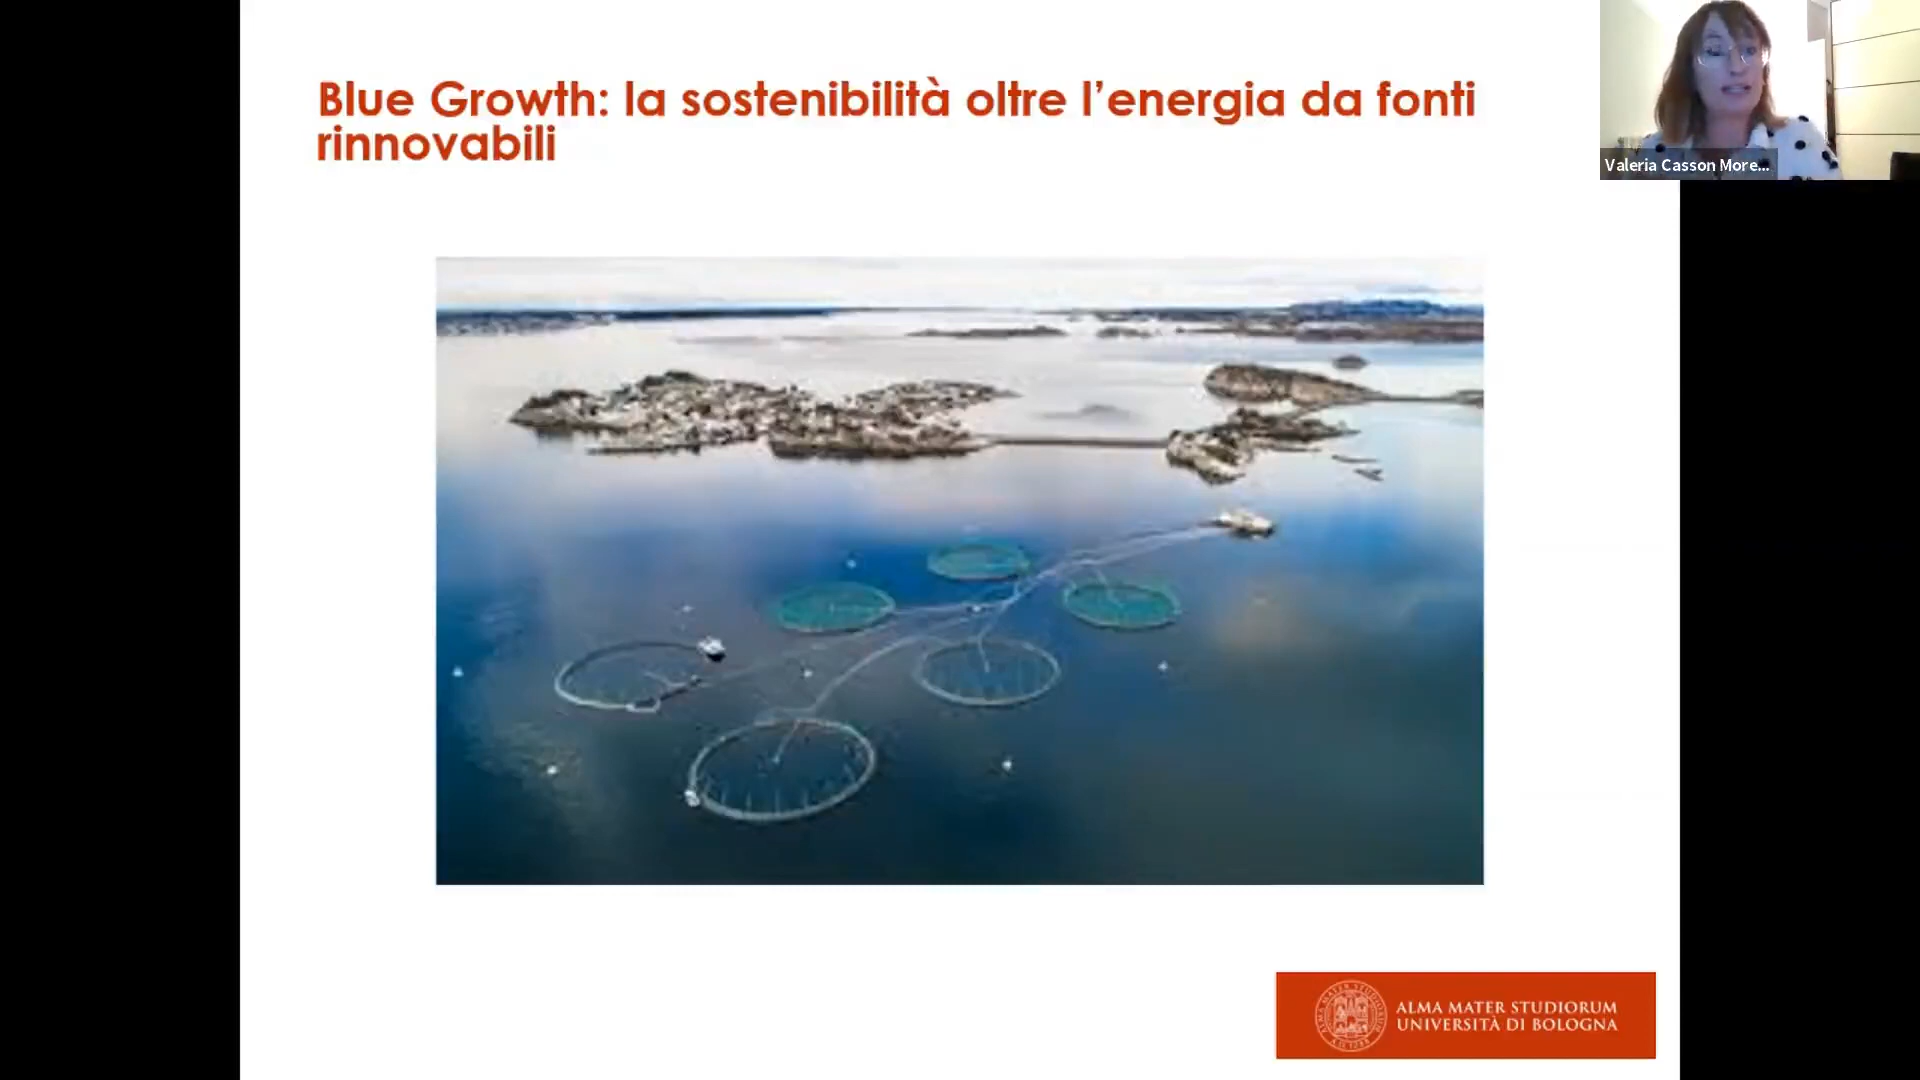 Blue Growth: la sostenibilità oltre l'energia da fonti
rinnovabili
Valeria Casson More...
ALMA MATER STUDIORUM
UNIVERSITÀ DI BOLOGNA